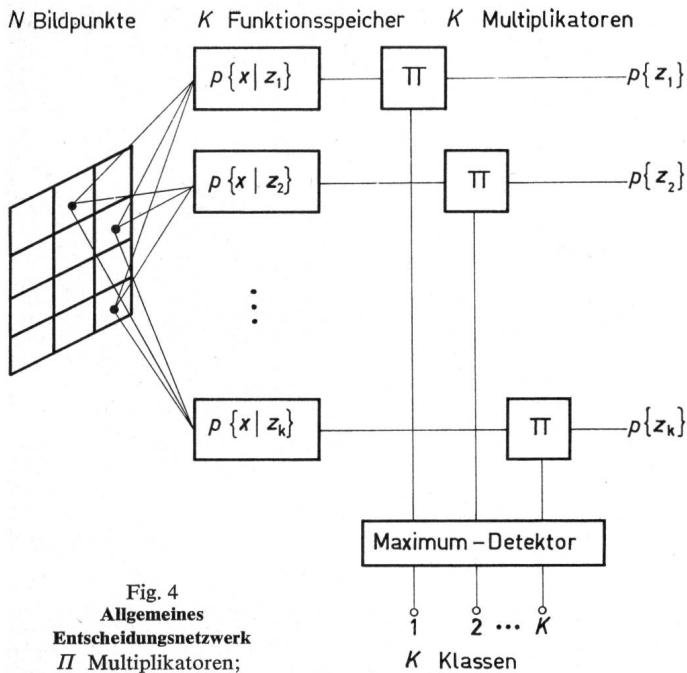 N Bildpunkte K Funktionsspeicher K Multiplikatoren
p{x|z₁} Π p{z₁}
p{x|z₂} Π p{z₂}
⋮
p{x|zₖ} Π p{zₖ}
Maximum-Detektor
1 2 ••• K
K Klassen
Fig. 4
Allgemeines
Entscheidungsnetzwerk
Π Multiplikatoren;